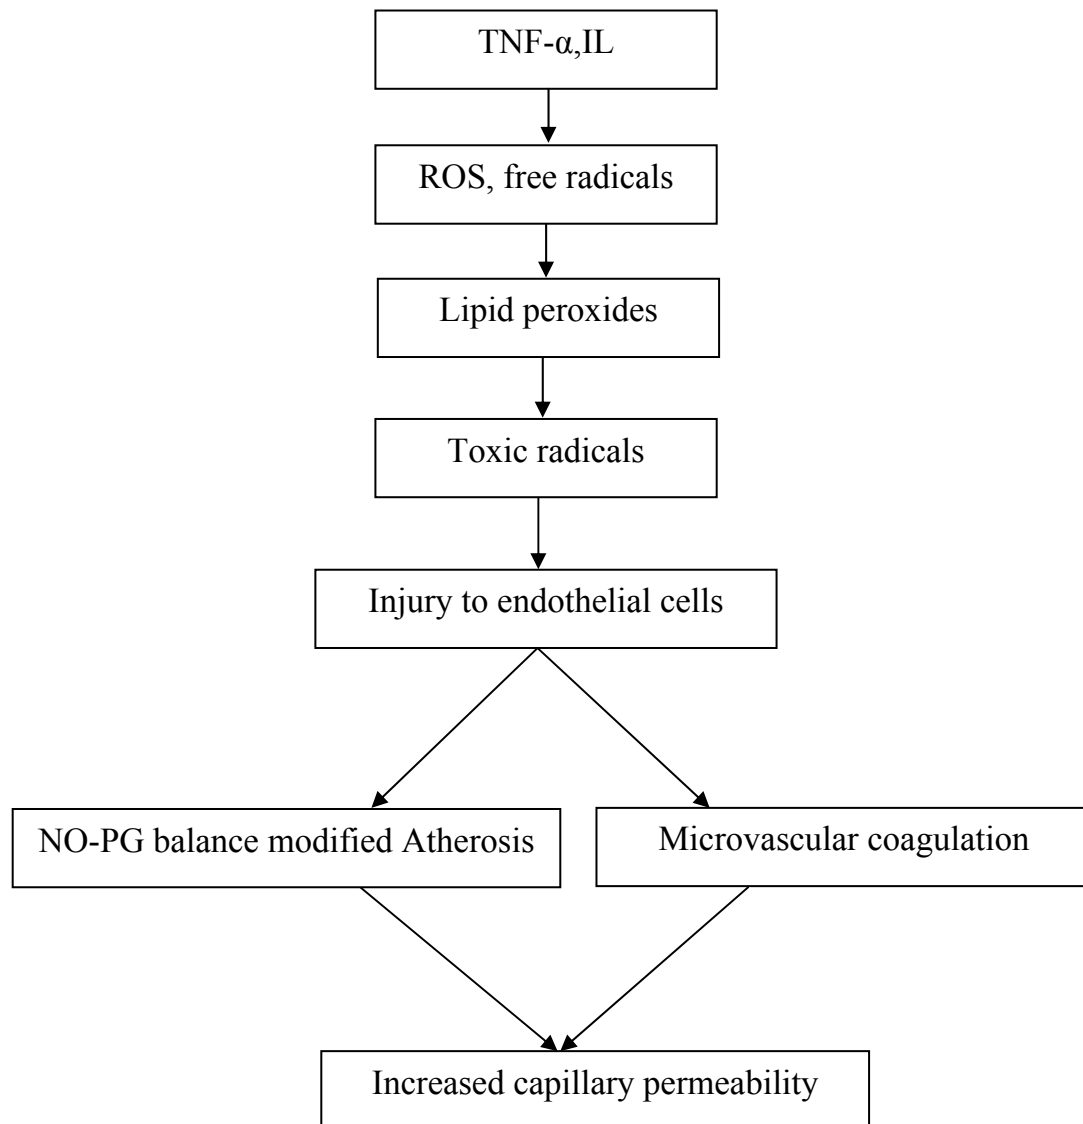 TNF-α,IL
ROS, free radicals
Lipid peroxides
Toxic radicals
Injury to endothelial cells
NO-PG balance modified Atherosis
Microvascular coagulation
Increased capillary permeability